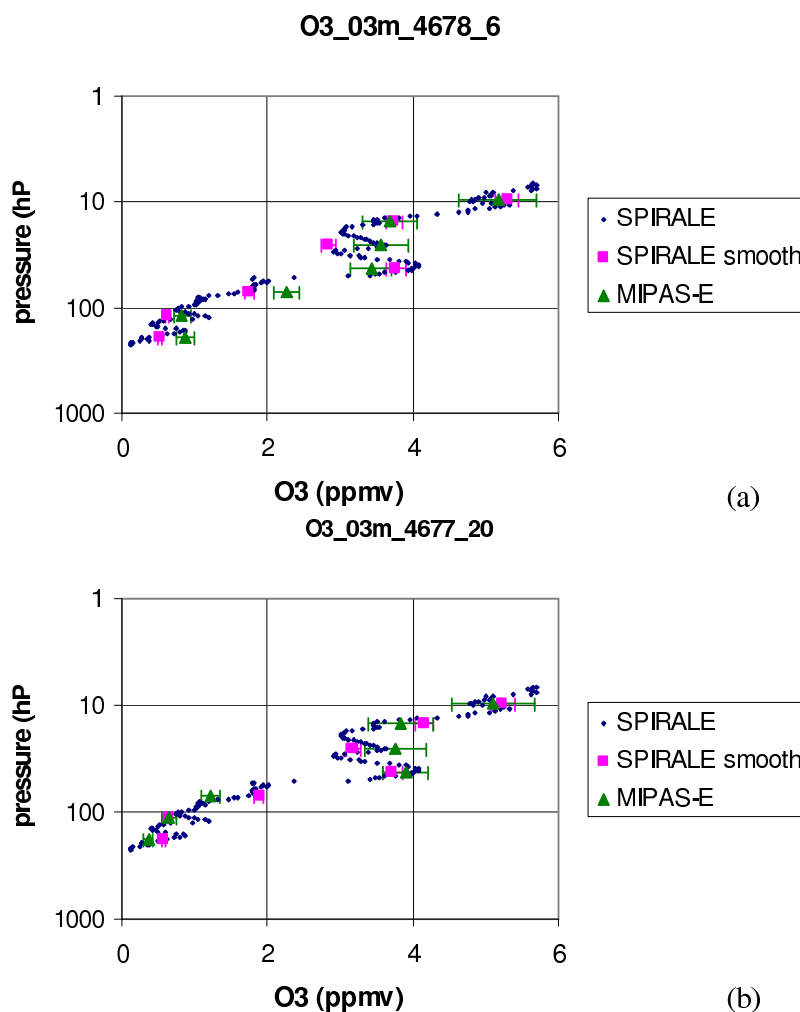 O3_03m_4678_6
1
10
100
1000
pressure (hP
0 2 4 6
O3 (ppmv)
SPIRALE
SPIRALE smooth
MIPAS-E
(a)
O3_03m_4677_20
1
10
100
1000
pressure (hP
0 2 4 6
O3 (ppmv)
SPIRALE
SPIRALE smooth
MIPAS-E
(b)